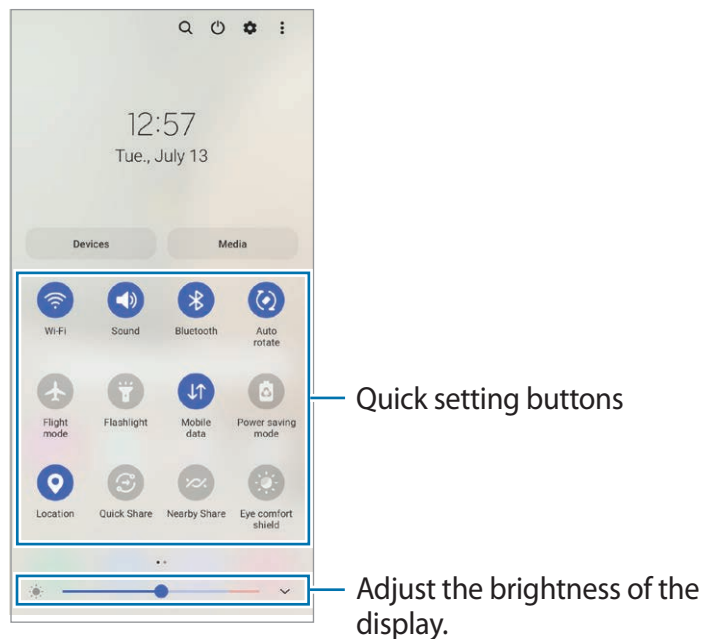 12:57
Tue., July 13
Devices Media
Wi-Fi Sound Bluetooth Auto
rotate
Flight Flashlight Mobile Power saving
mode data mode
Location Quick Share Nearby Share Eye comfort
shield
Quick setting buttons
Adjust the brightness of the
display.